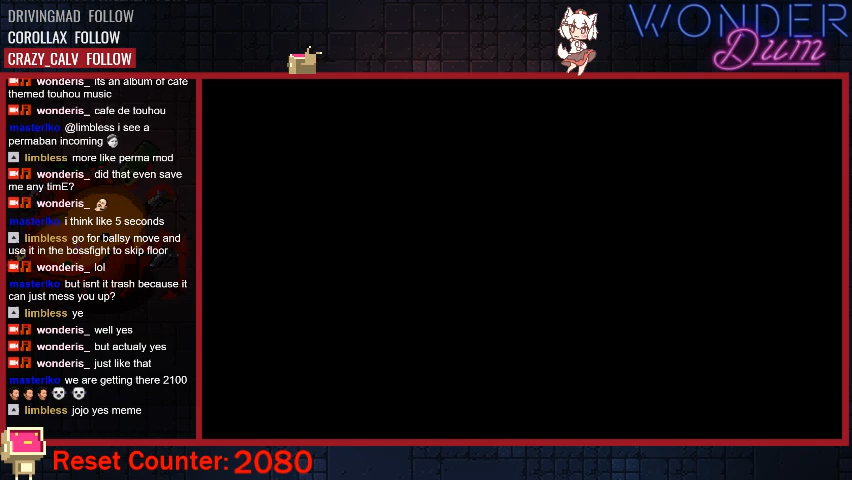 DRIVINGMAD FOLLOW
COROLLAX FOLLOW
CRAZY_CALV FOLLOW
WONDER
Dum
wonderis_ its an album of cafe
themed touhou music
wonderis_ cafe de touhou
masteriko @limbless i see a
permaban incoming
limbless more like perma mod
wonderis_ did that even save
me any timE?
wonderis_
masteriko i think like 5 seconds
limbless go for ballsy move and
use it in the bossfight to skip floor
wonderis_ lol
masteriko but isnt it trash because it
can just mess you up?
limbless ye
wonderis_ well yes
wonderis_ but actualy yes
wonderis_ just like that
masteriko we are getting there 2100
limbless jojo yes meme
Reset Counter: 2080